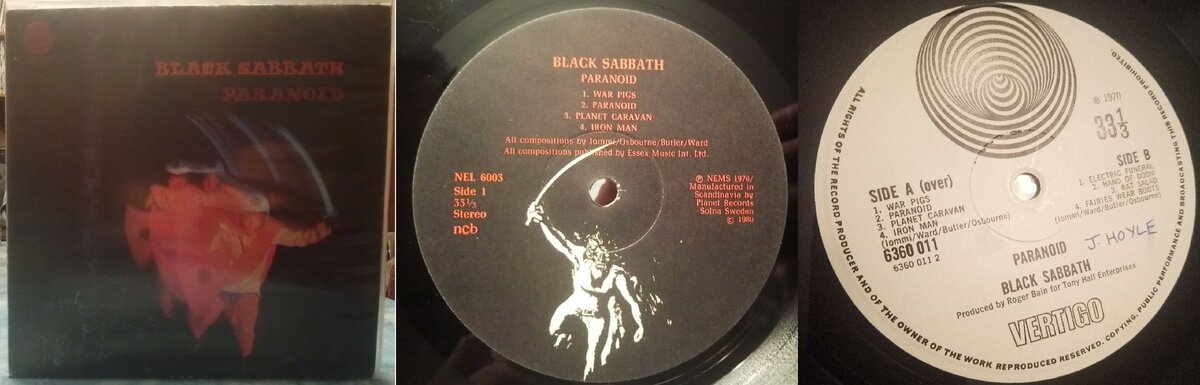 BLACK SABBATH
PARANOID
BLACK SABBATH
PARANOID
1. WAR PIGS
2. PARANOID
3. PLANET CARAVAN
4. IRON MAN
All compositions by Iommi/Osbourne/Butler/Ward
All compositions published by Essex Music Int. Ltd.
NEL 6003
Side 1
33 1/3
Stereo
ncb
℗ NEMS 1976/
Manufactured in
Scandinavia by
Planet Records
Solna Sweden
© 1980
℗ 1970
33 1/3
SIDE B
1. ELECTRIC FUNERAL
2. HAND OF DOOM
3. RAT SALAD
4. FAIRIES WEAR BOOTS
(Iommi/Ward/Butler/Osbourne)
SIDE A (over)
1. WAR PIGS
2. PARANOID
3. PLANET CARAVAN
4. IRON MAN
(Iommi/Ward/Butler/Osbourne)
6360 011
6360 011 2
PARANOID
J. HOYLE
BLACK SABBATH
Produced by Roger Bain for Tony Hall Enterprises
VERTIGO
ALL RIGHTS OF THE RECORD PRODUCER AND OF THE OWNER OF THE WORK REPRODUCED RESERVED. COPYING, PUBLIC PERFORMANCE AND BROADCASTING THIS RECORD PROHIBITED.